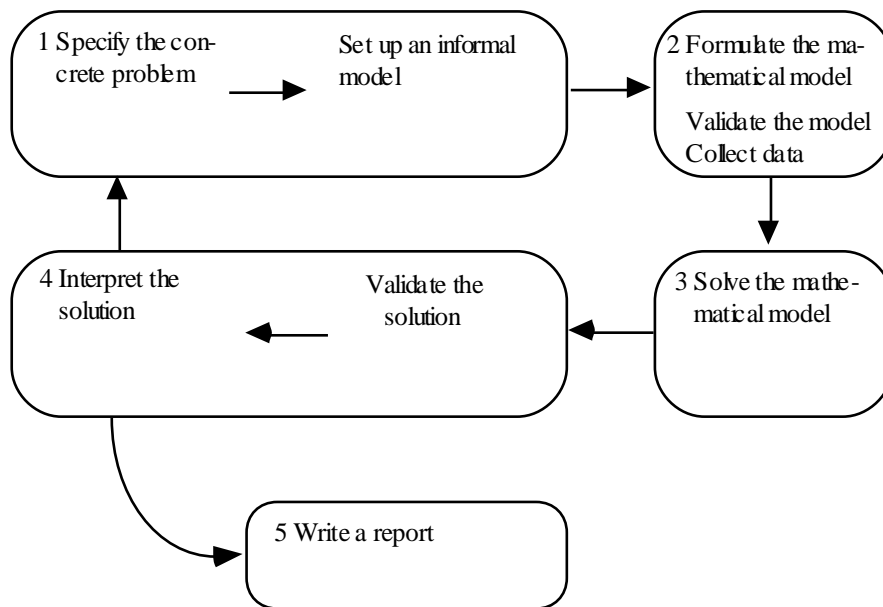 1 Specify the con-
crete problem
Set up an informal
model
2 Formulate the ma-
thematical model
Validate the model
Collect data
4 Interpret the
solution
Validate the
solution
3 Solve the mathe-
matical model
5 Write a report